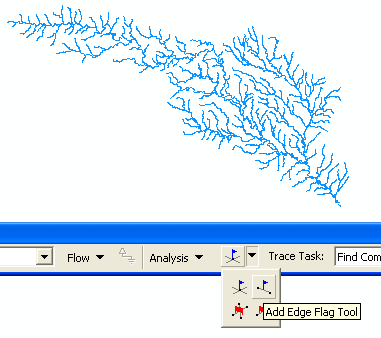 Flow Analysis Trace Task: Find Com
Add Edge Flag Tool